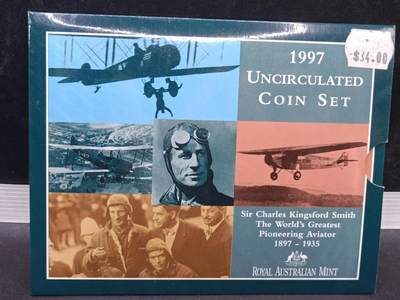 1997
UNCIRCULATED
COIN SET
$34.00
Sir Charles Kingsford Smith
The World's Greatest
Pioneering Aviator
1897 - 1935
ROYAL AUSTRALIAN MINT